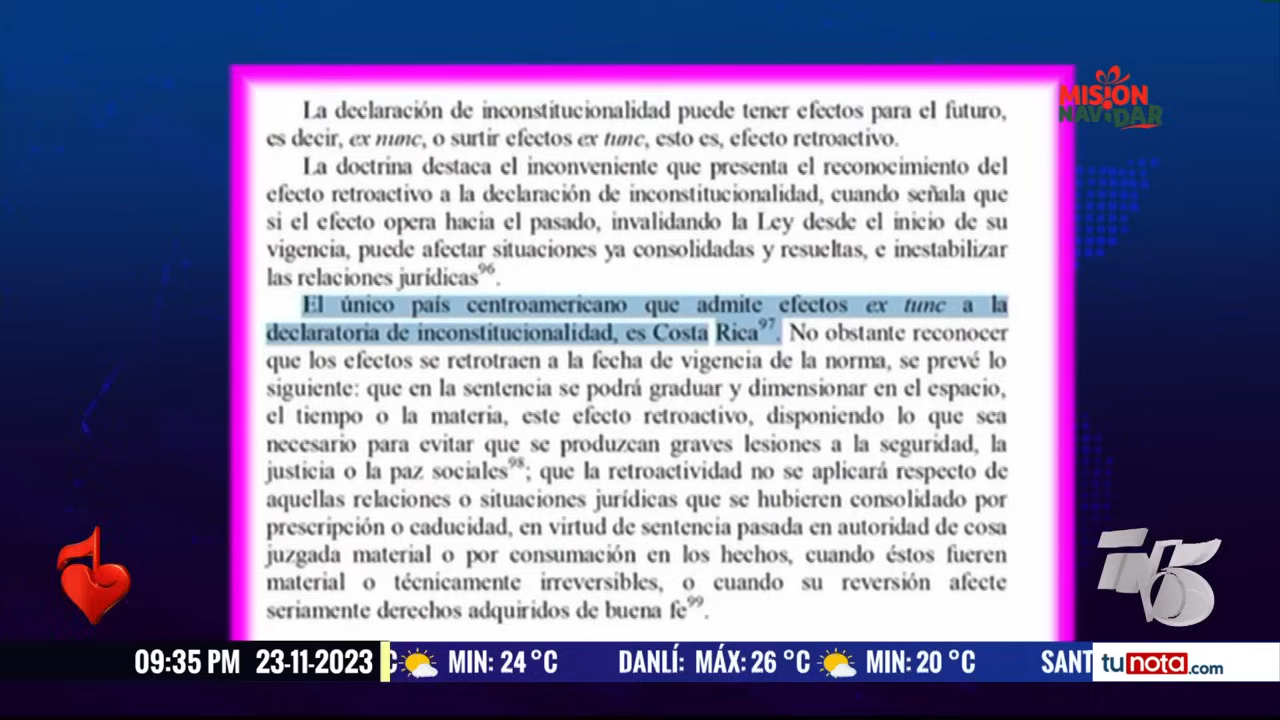 MISION
NAVIDAR
La declaración de inconstitucionalidad puede tener efectos para el futuro,
es decir, ex nunc, o surtir efectos ex tunc, esto es, efecto retroactivo.
La doctrina destaca el inconveniente que presenta el reconocimiento del
efecto retroactivo a la declaración de inconstitucionalidad, cuando señala que
si el efecto opera hacia el pasado, invalidando la Ley desde el inicio de su
vigencia, puede afectar situaciones ya consolidadas y resueltas, e inestabilizar
las relaciones jurídicas96.
El único país centroamericano que admite efectos ex tunc a la
declaratoria de inconstitucionalidad, es Costa Rica97. No obstante reconocer
que los efectos se retrotraen a la fecha de vigencia de la norma, se prevé lo
siguiente: que en la sentencia se podrá graduar y dimensionar en el espacio,
el tiempo o la materia, este efecto retroactivo, disponiendo lo que sea
necesario para evitar que se produzcan graves lesiones a la seguridad, la
justicia o la paz sociales98; que la retroactividad no se aplicará respecto de
aquellas relaciones o situaciones jurídicas que se hubieren consolidado por
prescripción o caducidad, en virtud de sentencia pasada en autoridad de cosa
juzgada material o por consumación en los hechos, cuando éstos fueren
material o técnicamente irreversibles, o cuando su reversión afecte
seriamente derechos adquiridos de buena fe99.
TN5
09:35 PM 23-11-2023 C MIN: 24 °C DANLÍ: MÁX: 26 °C MIN: 20 °C SANT tunota.com